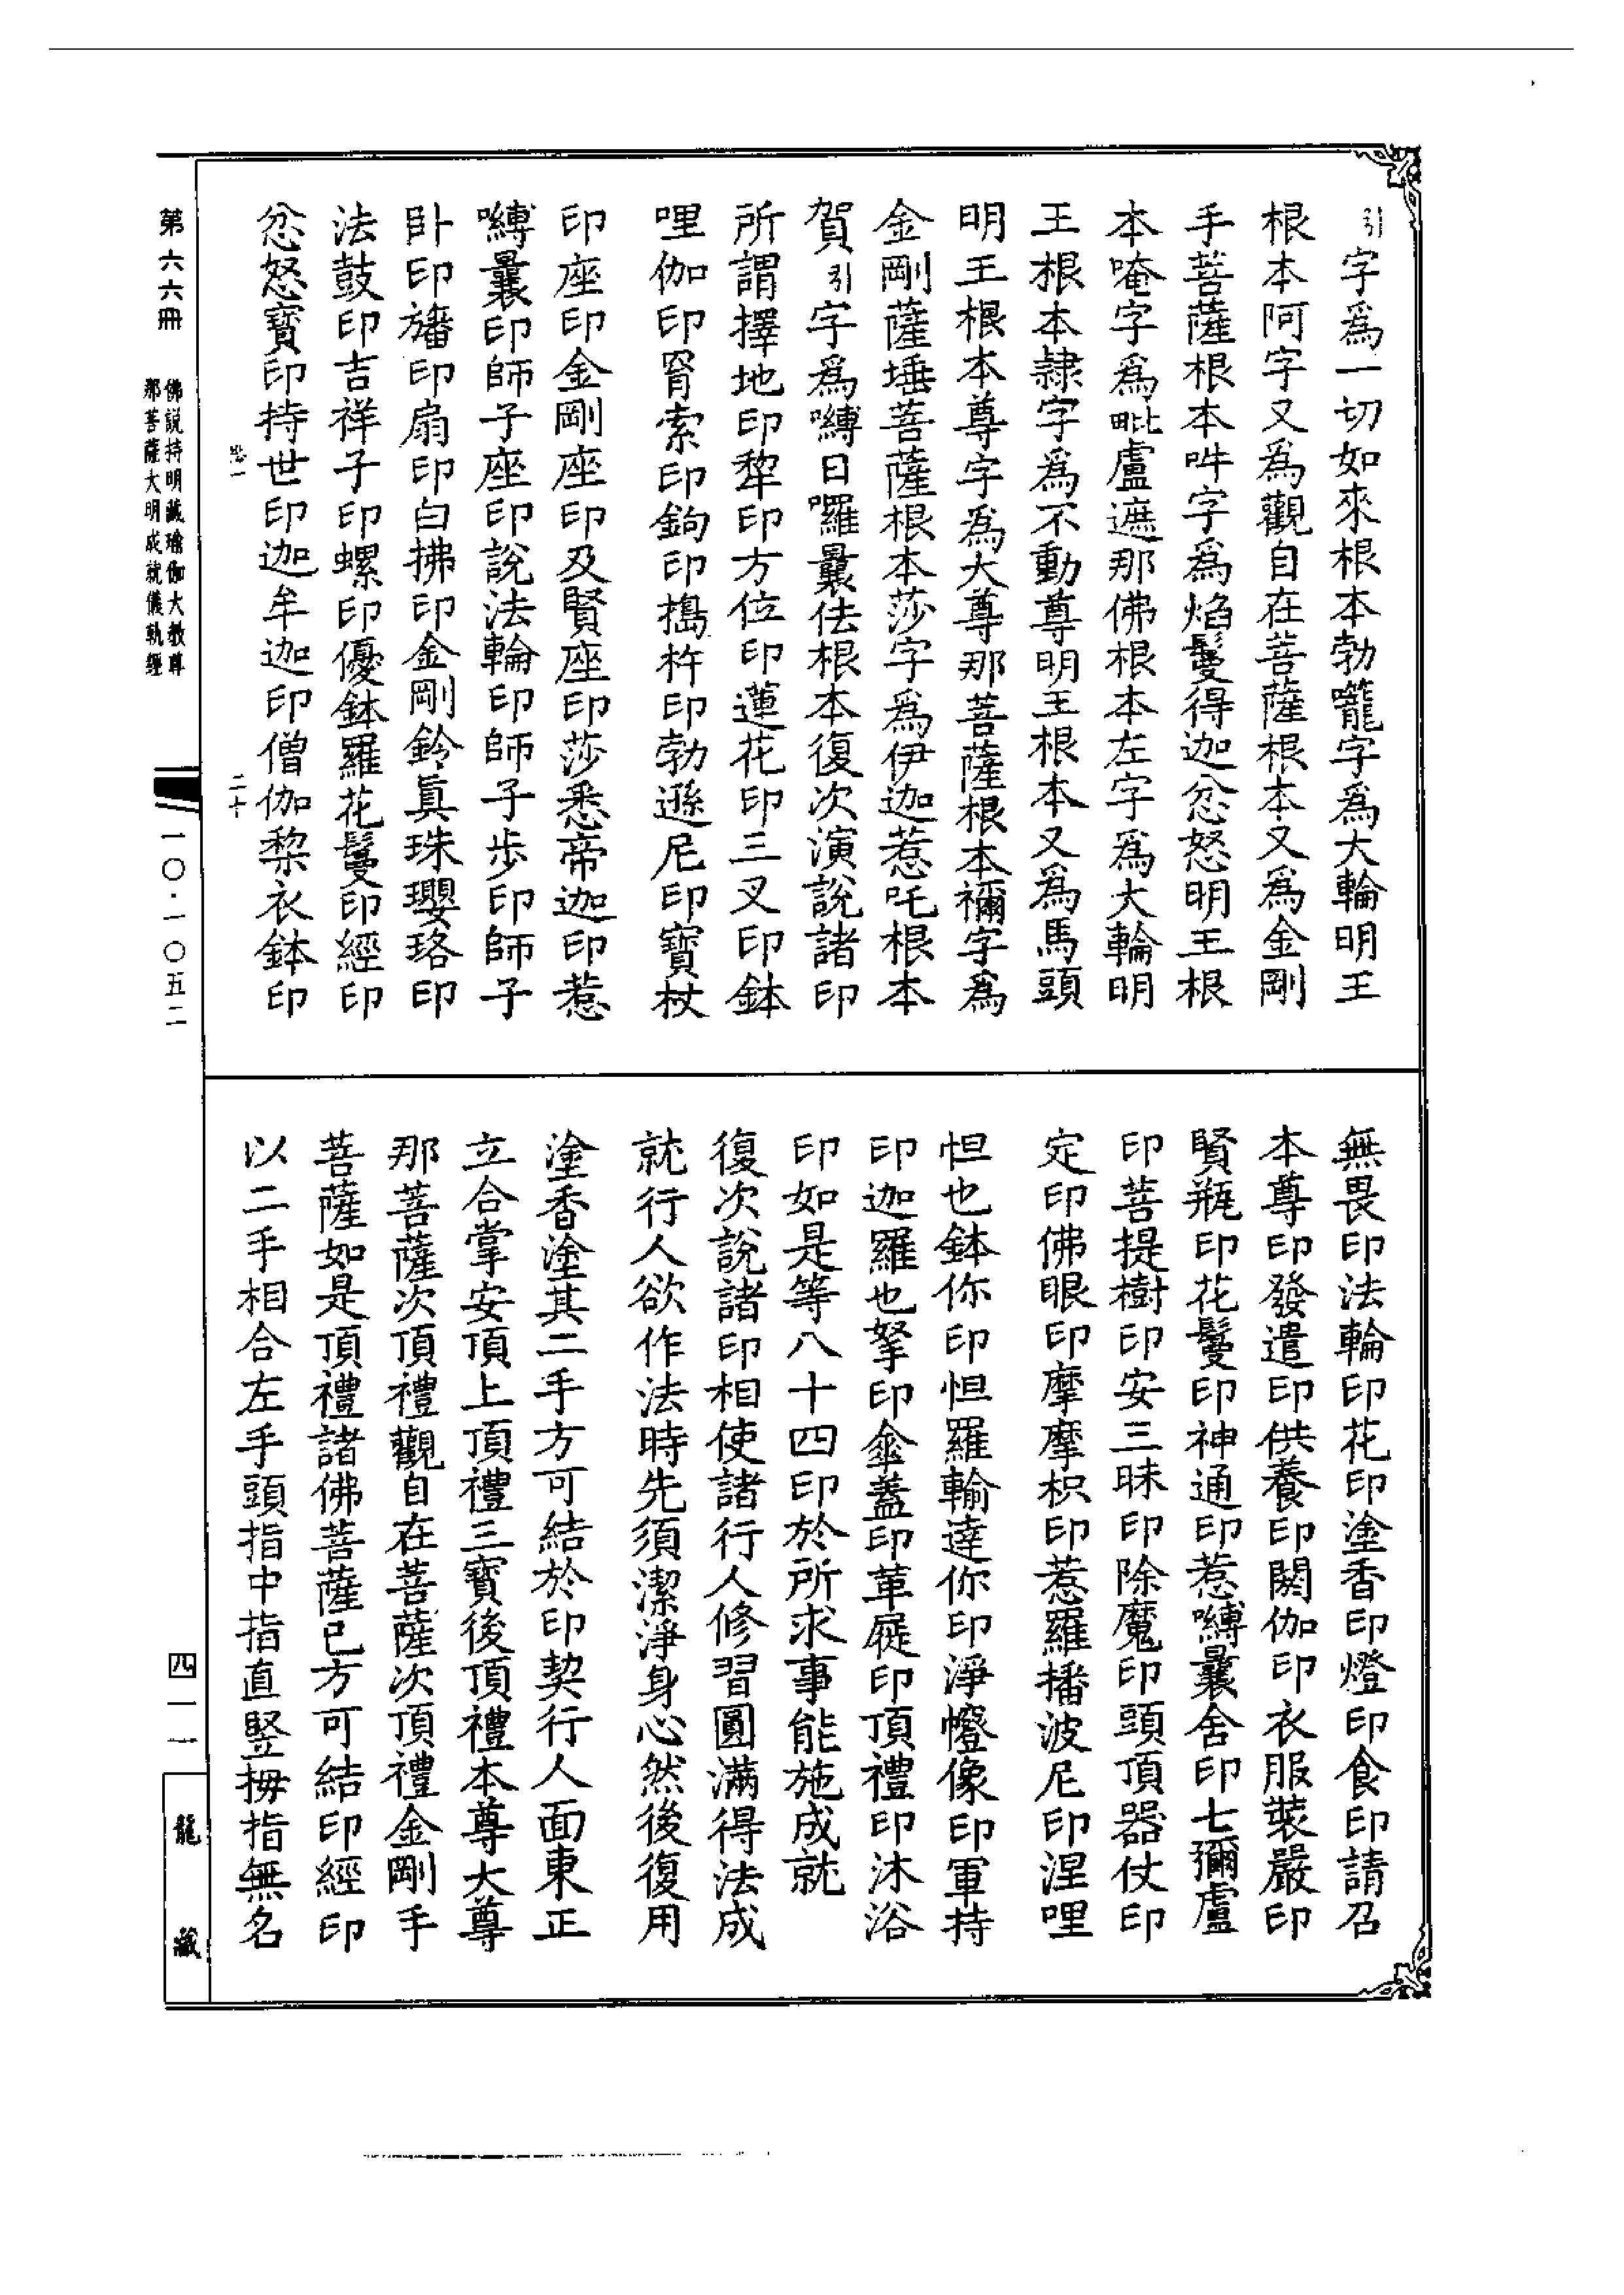 引字爲一切如來根本勃嚨字爲大輪明王
根本阿字又爲觀自在菩薩根本又爲金剛
手菩薩根本吽字爲焰鬘得迦忿怒明王根
本唵字爲毗盧遮那佛根本左字爲大輪明
王根本隸字爲不動尊明王根本又爲馬頭
明王根本尊字爲大尊那菩薩根本禰字爲
金剛薩埵菩薩根本莎字爲伊迦惹吒根本
賀引字爲嚩日囉曩佉根本復次演說諸印
所謂擇地印犂印方位印蓮花印三叉印鉢
哩伽印罥索印鉤印擣杵印勃遜尼印寶杖
印座印金剛座印及賢座印莎悉帝迦印惹
嚩曩印師子座印說法輪印師子步印師子
臥印旛印扇印白拂印金剛鈴真珠瓔珞印
法鼓印吉祥子印螺印優鉢羅花鬘印經印
忿怒寶印持世印迦牟迦印僧伽黎衣鉢印
無畏印法輪印花印塗香印燈印食印請召
本尊印發遣印供養印閼伽印衣服裝嚴印
賢瓶印花鬘印神通印惹嚩曩舍印七彌盧
印菩提樹印安三昧印除魔印頭頂器仗印
定印佛眼印摩摩枳印惹羅播波尼印涅哩
怛也鉢你印怛羅輸達你印淨幢像印軍持
印迦羅也拏印傘蓋印革屣印頂禮印沐浴
印如是等八十四印於所求事能施成就
復次說諸印相使諸行人修習圓滿得法成
就行人欲作法時先須潔淨身心然後復用
塗香塗其二手方可結於印契行人面東正
立合掌安頂上頂禮三寶後頂禮本尊大尊
那菩薩次頂禮觀自在菩薩次頂禮金剛手
菩薩如是頂禮諸佛菩薩已方可結印經印
以二手相合左手頭指中指直竪拇指無名
第六六冊
佛說持明藏瑜伽大教尊
那菩薩大明成就儀軌經
二十
一〇·一〇五二
四一一
龍藏